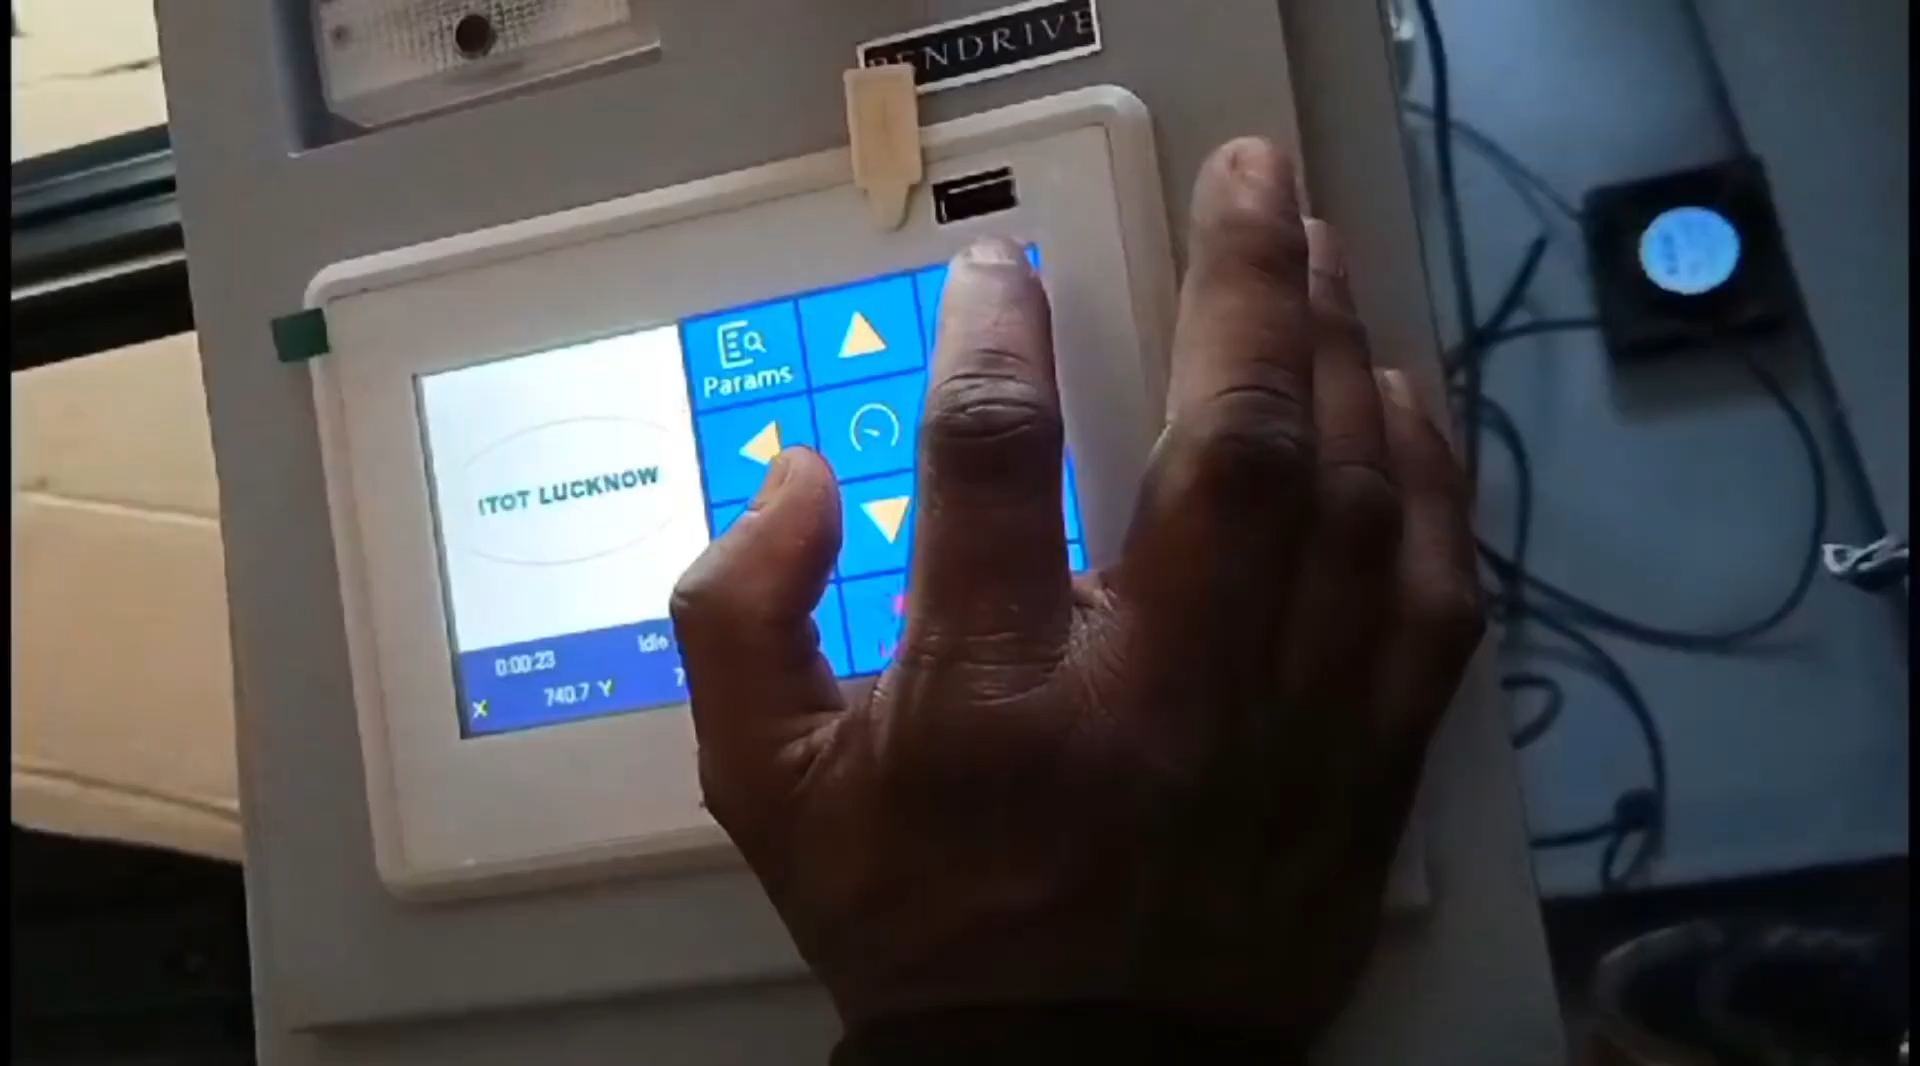 PENDRIVE
Params
ITOT LUCKNOW
0:00:23 Idle
X 740.7 Y